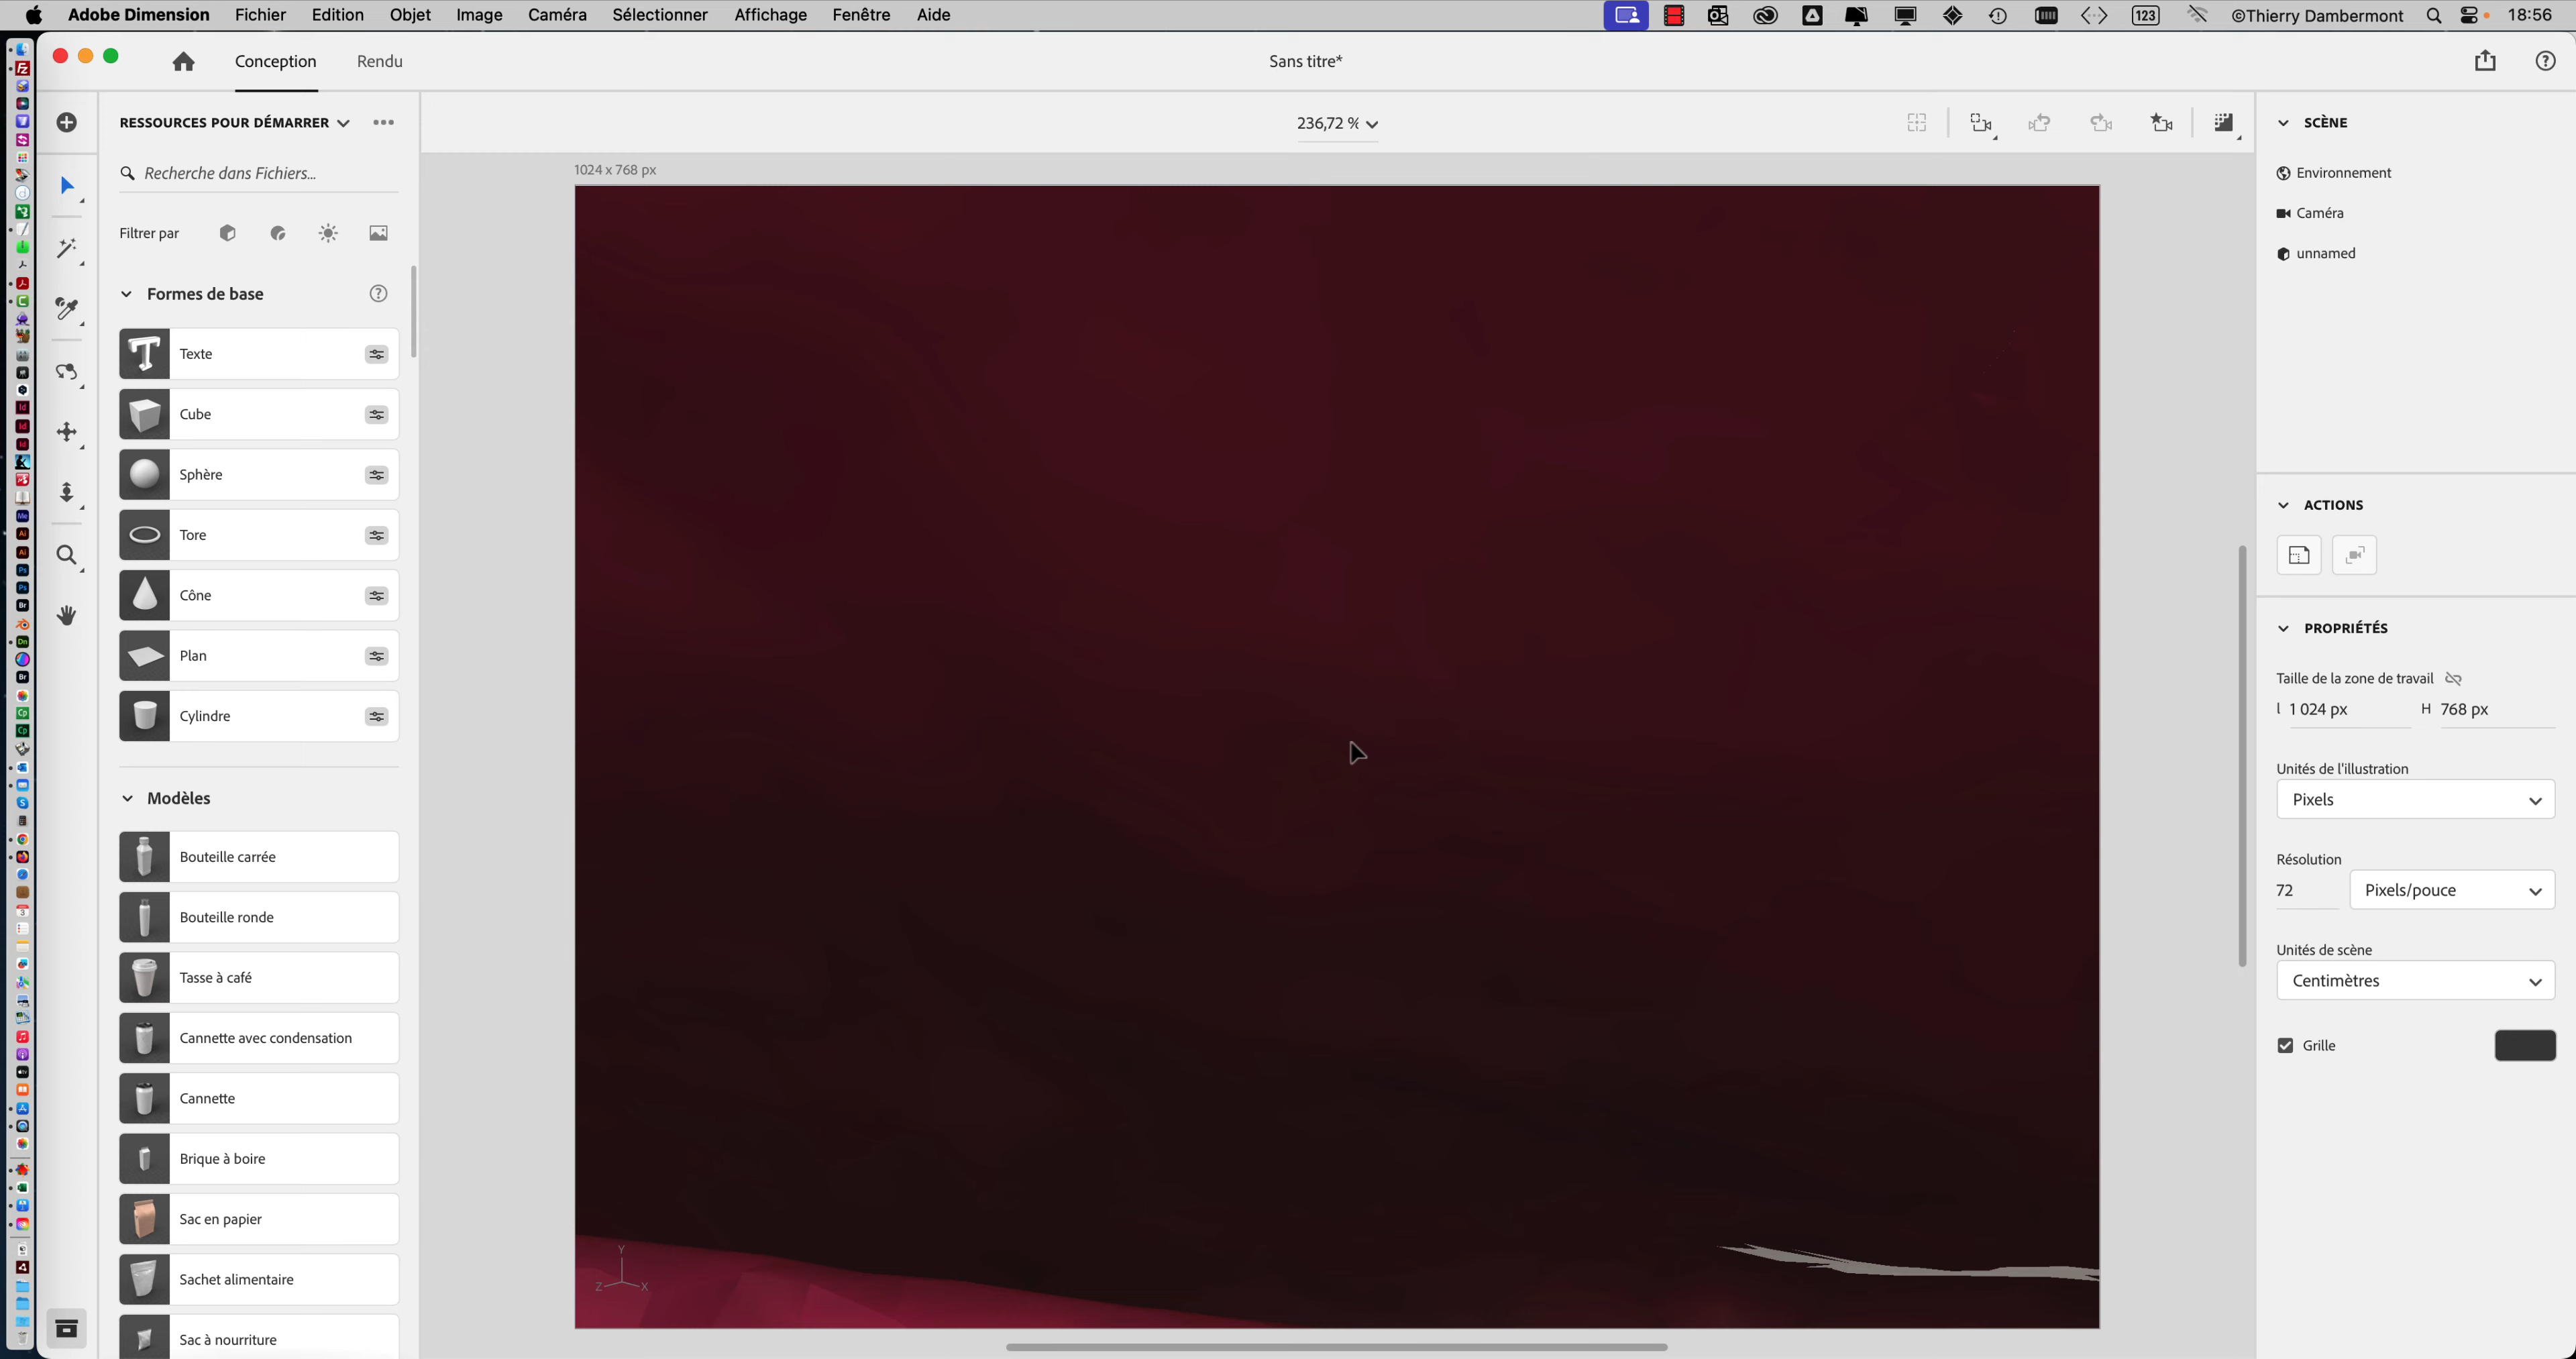 Adobe Dimension Fichier Edition Objet Image Caméra Sélectionner Affichage Fenêtre Aide 123 ©Thierry Dambermont 18:56
Conception Rendu Sans titre*
RESSOURCES POUR DÉMARRER
236,72 %
Recherche dans Fichiers...
Filtrer par
Formes de base
Texte
Cube
Sphère
Tore
Cône
Plan
Cylindre
Modèles
Bouteille carrée
Bouteille ronde
Tasse à café
Cannette avec condensation
Cannette
Brique à boire
Sac en papier
Sachet alimentaire
Sac à nourriture
1024 x 768 px
Y
Z X
SCÈNE
Environnement
Caméra
unnamed
ACTIONS
PROPRIÉTÉS
Taille de la zone de travail
l 1 024 px H 768 px
Unités de l'illustration
Pixels
Résolution
72 Pixels/pouce
Unités de scène
Centimètres
Grille